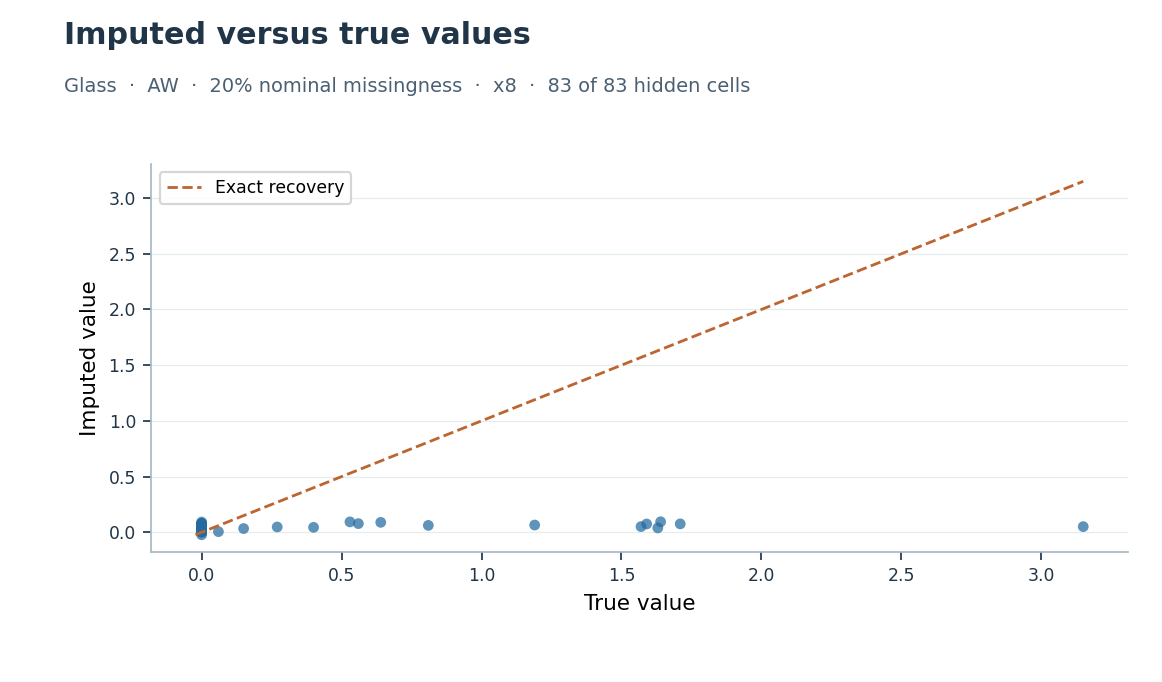 Imputed versus true values
Glass · AW · 20% nominal missingness · x8 · 83 of 83 hidden cells
Exact recovery
3.0
2.5
2.0
1.5
1.0
0.5
0.0
Imputed value
0.0 0.5 1.0 1.5 2.0 2.5 3.0
True value